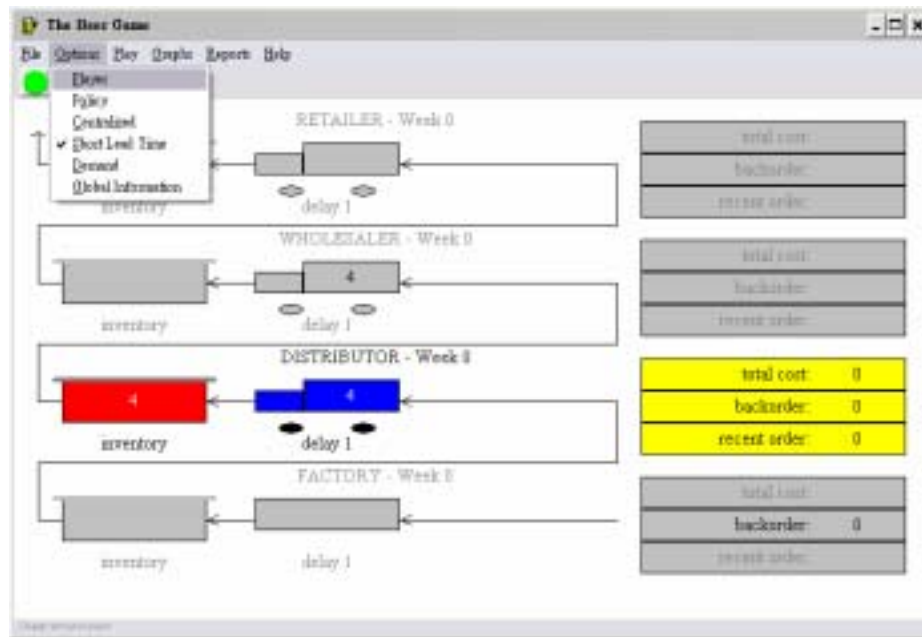 The Beer Game
File Options Play Graphs Reports Help
Player
Policy
Centralized
Short Lead Time
Demand
Global Information
RETAILER - Week 0
inventory
delay 1
total cost:
backorder:
recent order:
WHOLESALER - Week 0
4
inventory
delay 1
total cost:
backorder:
recent order:
DISTRIBUTOR - Week 0
4
4
inventory
delay 1
total cost: 0
backorder: 0
recent order: 0
FACTORY - Week 0
inventory
delay 1
total cost:
backorder: 0
recent order: